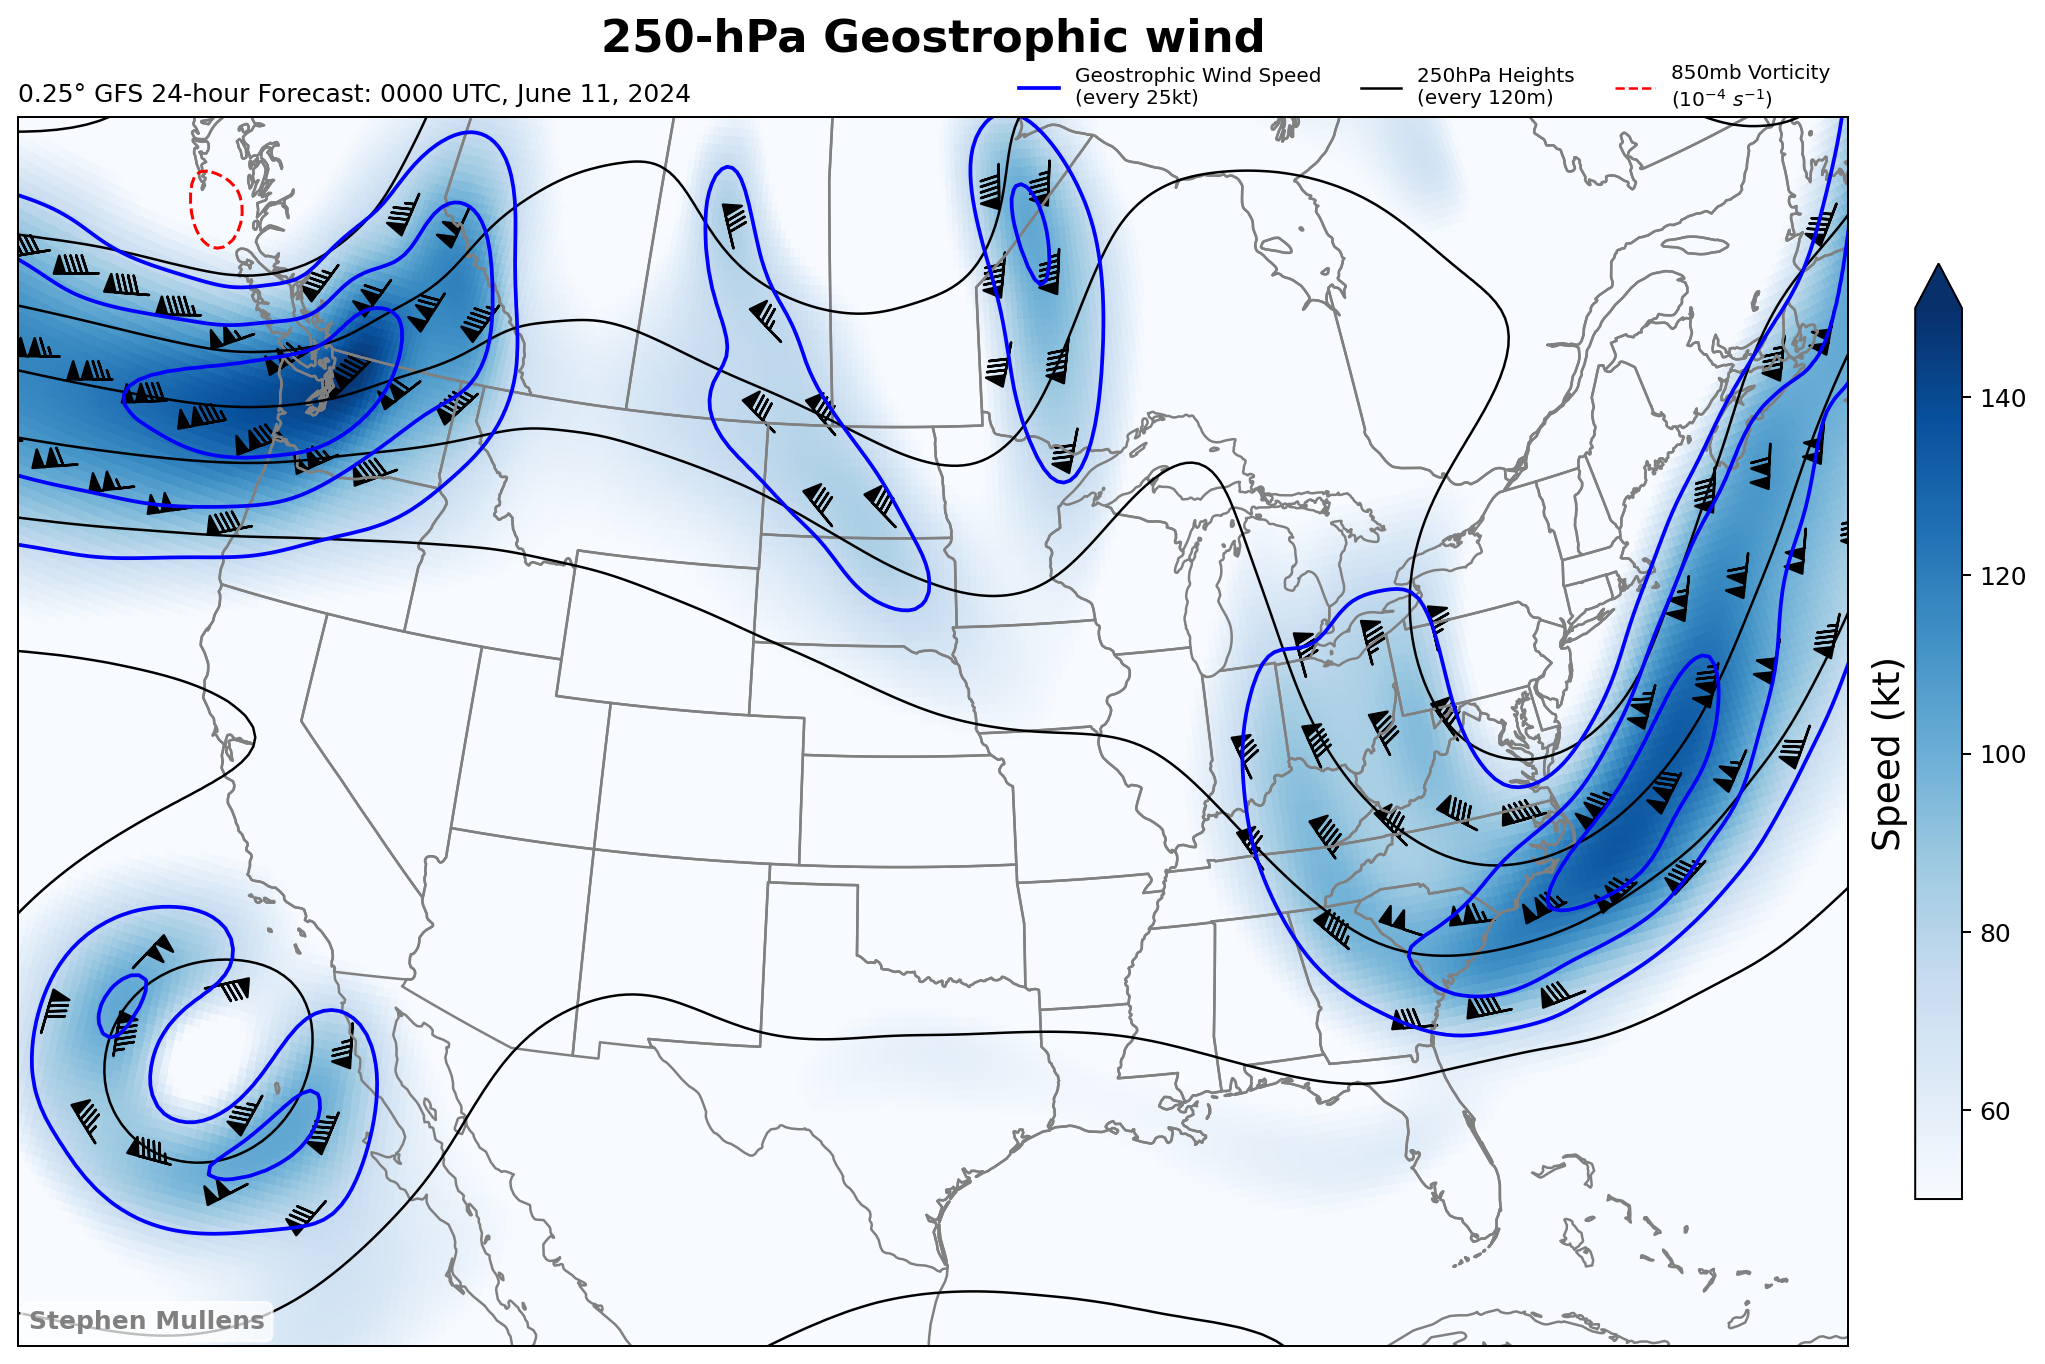 250-hPa Geostrophic wind
0.25° GFS 24-hour Forecast: 0000 UTC, June 11, 2024
Geostrophic Wind Speed
(every 25kt)
250hPa Heights
(every 120m)
850mb Vorticity
(10⁻⁴ s⁻¹)
140
120
100
80
60
Speed (kt)
Stephen Mullens